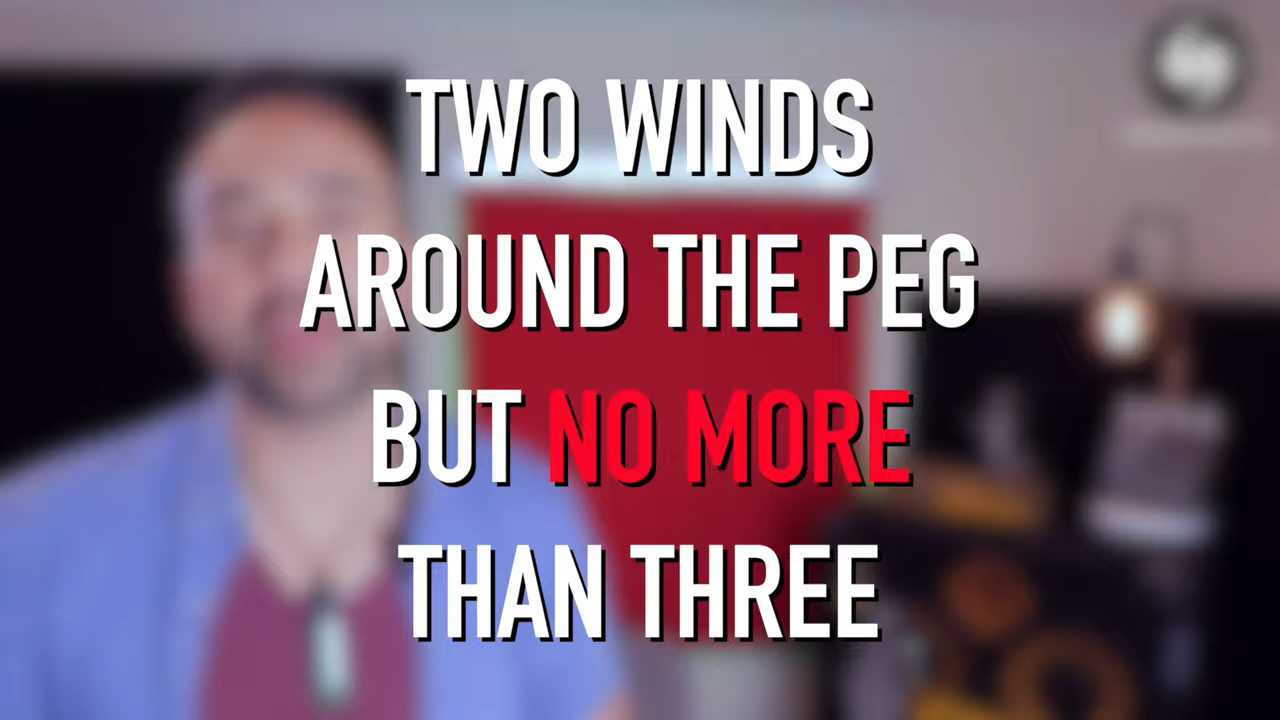 TWO WINDS
AROUND THE PEG
BUT NO MORE
THAN THREE